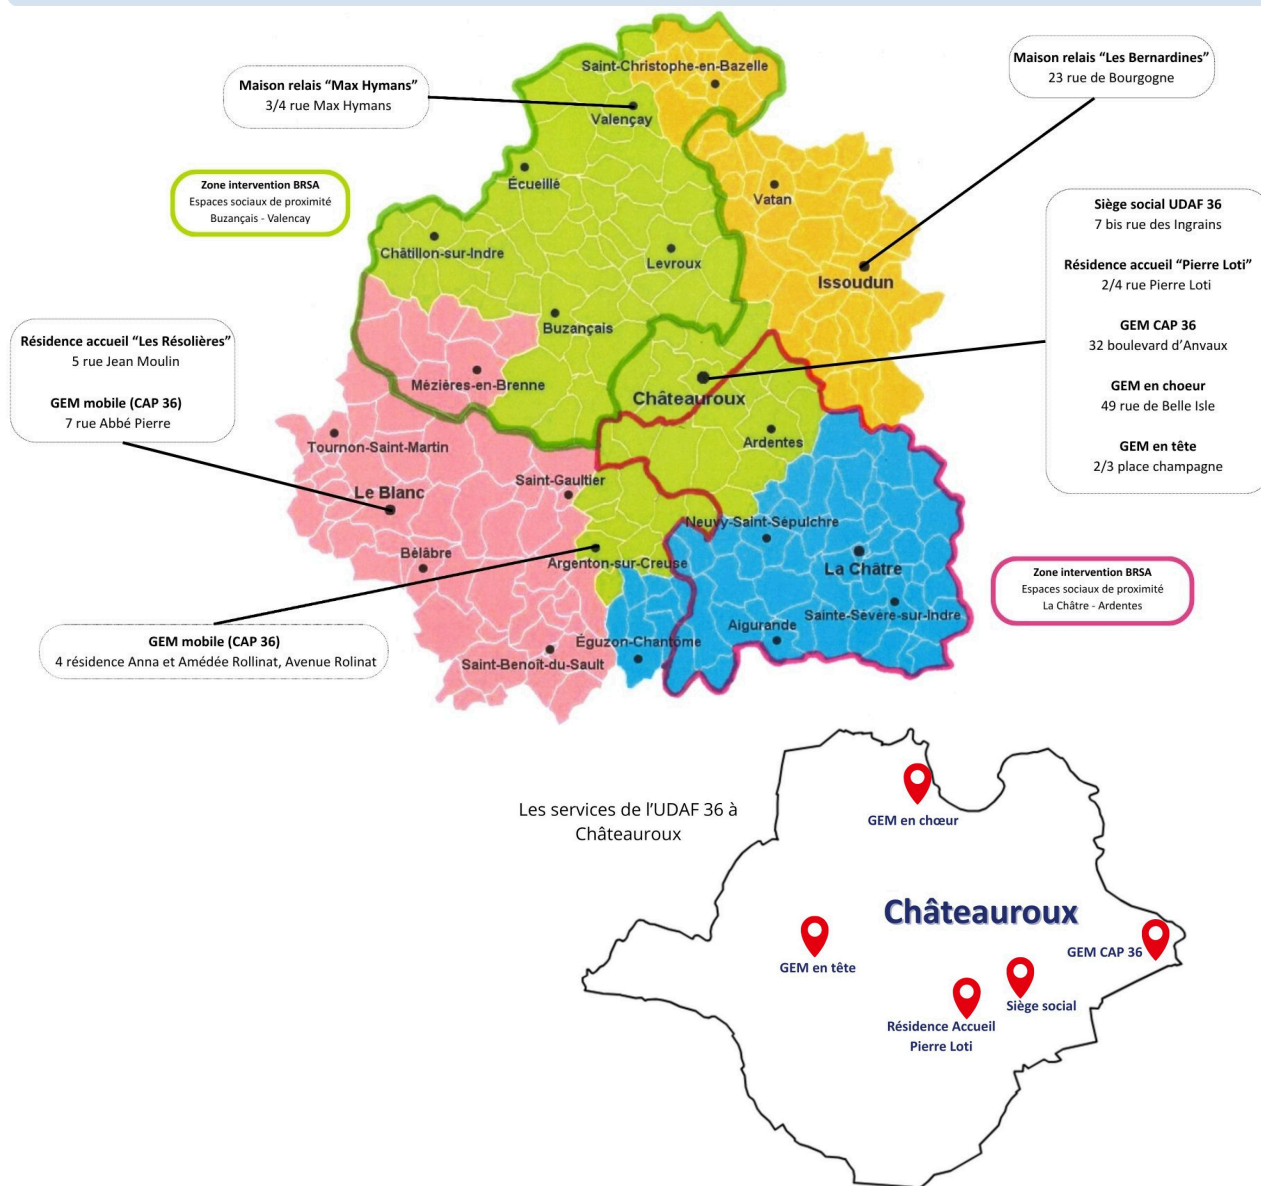 Maison relais “Max Hymans”
3/4 rue Max Hymans
Maison relais “Les Bernardines”
23 rue de Bourgogne
Zone intervention BRSA
Espaces sociaux de proximité
Buzançais - Valencay
Siège social UDAF 36
7 bis rue des Ingrains
Résidence accueil “Pierre Loti”
2/4 rue Pierre Loti
GEM CAP 36
32 boulevard d’Anvaux
GEM en choeur
49 rue de Belle Isle
GEM en tête
2/3 place champagne
Résidence accueil “Les Résolières”
5 rue Jean Moulin
GEM mobile (CAP 36)
7 rue Abbé Pierre
Zone intervention BRSA
Espaces sociaux de proximité
La Châtre - Ardentes
GEM mobile (CAP 36)
4 résidence Anna et Amédée Rollinat, Avenue Rolinat
Saint-Christophe-en-Bazelle
Valençay
Écueillé
Vatan
Châtillon-sur-Indre
Levroux
Issoudun
Buzançais
Mézières-en-Brenne
Châteauroux
Ardentes
Tournon-Saint-Martin
Saint-Gaultier
Le Blanc
Neuvy-Saint-Sépulchre
Bélâbre
Argenton-sur-Creuse
La Châtre
Sainte-Sévère-sur-Indre
Aigurande
Éguzon-Chantôme
Saint-Benoît-du-Sault
Les services de l’UDAF 36 à
Châteauroux
GEM en chœur
Châteauroux
GEM en tête
GEM CAP 36
Siège social
Résidence Accueil
Pierre Loti